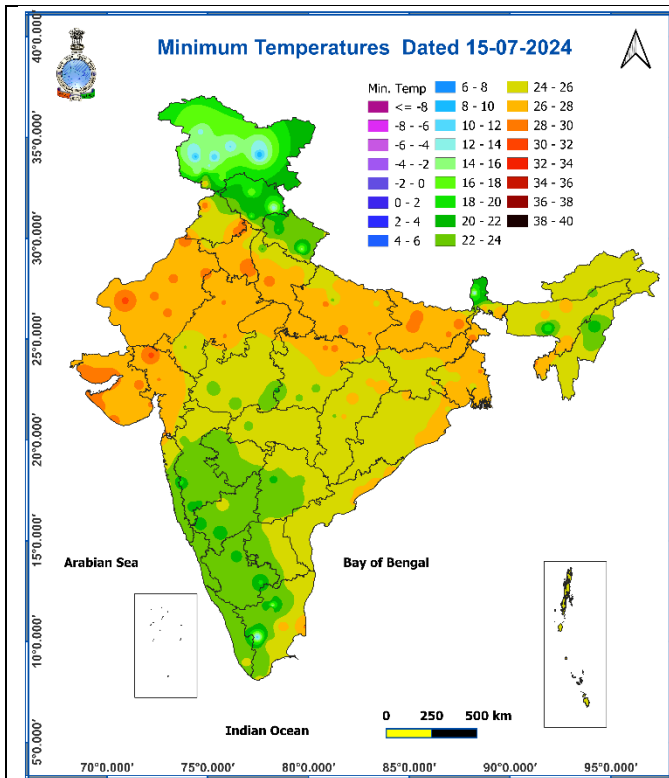 Minimum Temperatures Dated 15-07-2024
Min. Temp
<= -8
-8 - -6
-6 - -4
-4 - -2
-2 - 0
0 - 2
2 - 4
4 - 6
6 - 8
8 - 10
10 - 12
12 - 14
14 - 16
16 - 18
18 - 20
20 - 22
22 - 24
24 - 26
26 - 28
28 - 30
30 - 32
32 - 34
34 - 36
36 - 38
38 - 40
40°0.000'
35°0.000'
30°0.000'
25°0.000'
20°0.000'
15°0.000'
10°0.000'
5°0.000'
Arabian Sea
Bay of Bengal
Indian Ocean
0 250 500 km
70°0.000' 75°0.000' 80°0.000' 85°0.000' 90°0.000' 95°0.000'